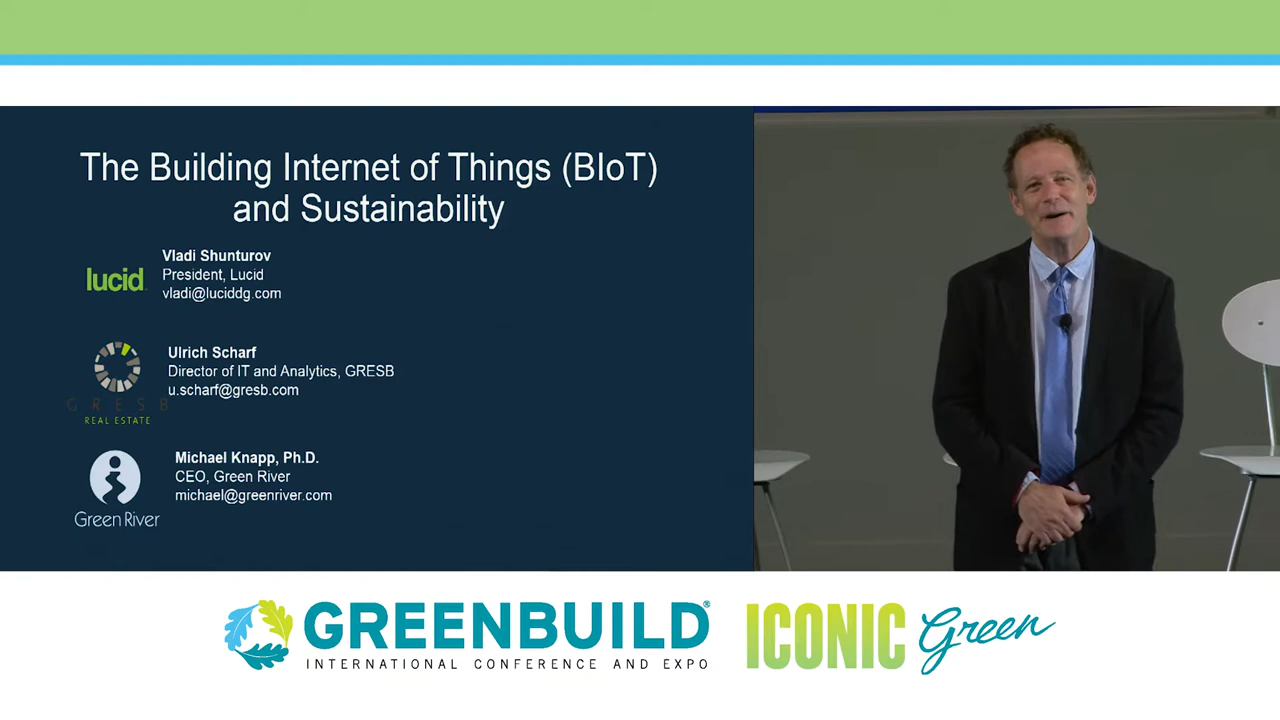 The Building Internet of Things (BIoT)
and Sustainability
lucid
Vladi Shunturov
President, Lucid
vladi@luciddg.com
GRESB
REAL ESTATE
Ulrich Scharf
Director of IT and Analytics, GRESB
u.scharf@gresb.com
Green River
Michael Knapp, Ph.D.
CEO, Green River
michael@greenriver.com
GREENBUILD®
INTERNATIONAL CONFERENCE AND EXPO
ICONIC Green